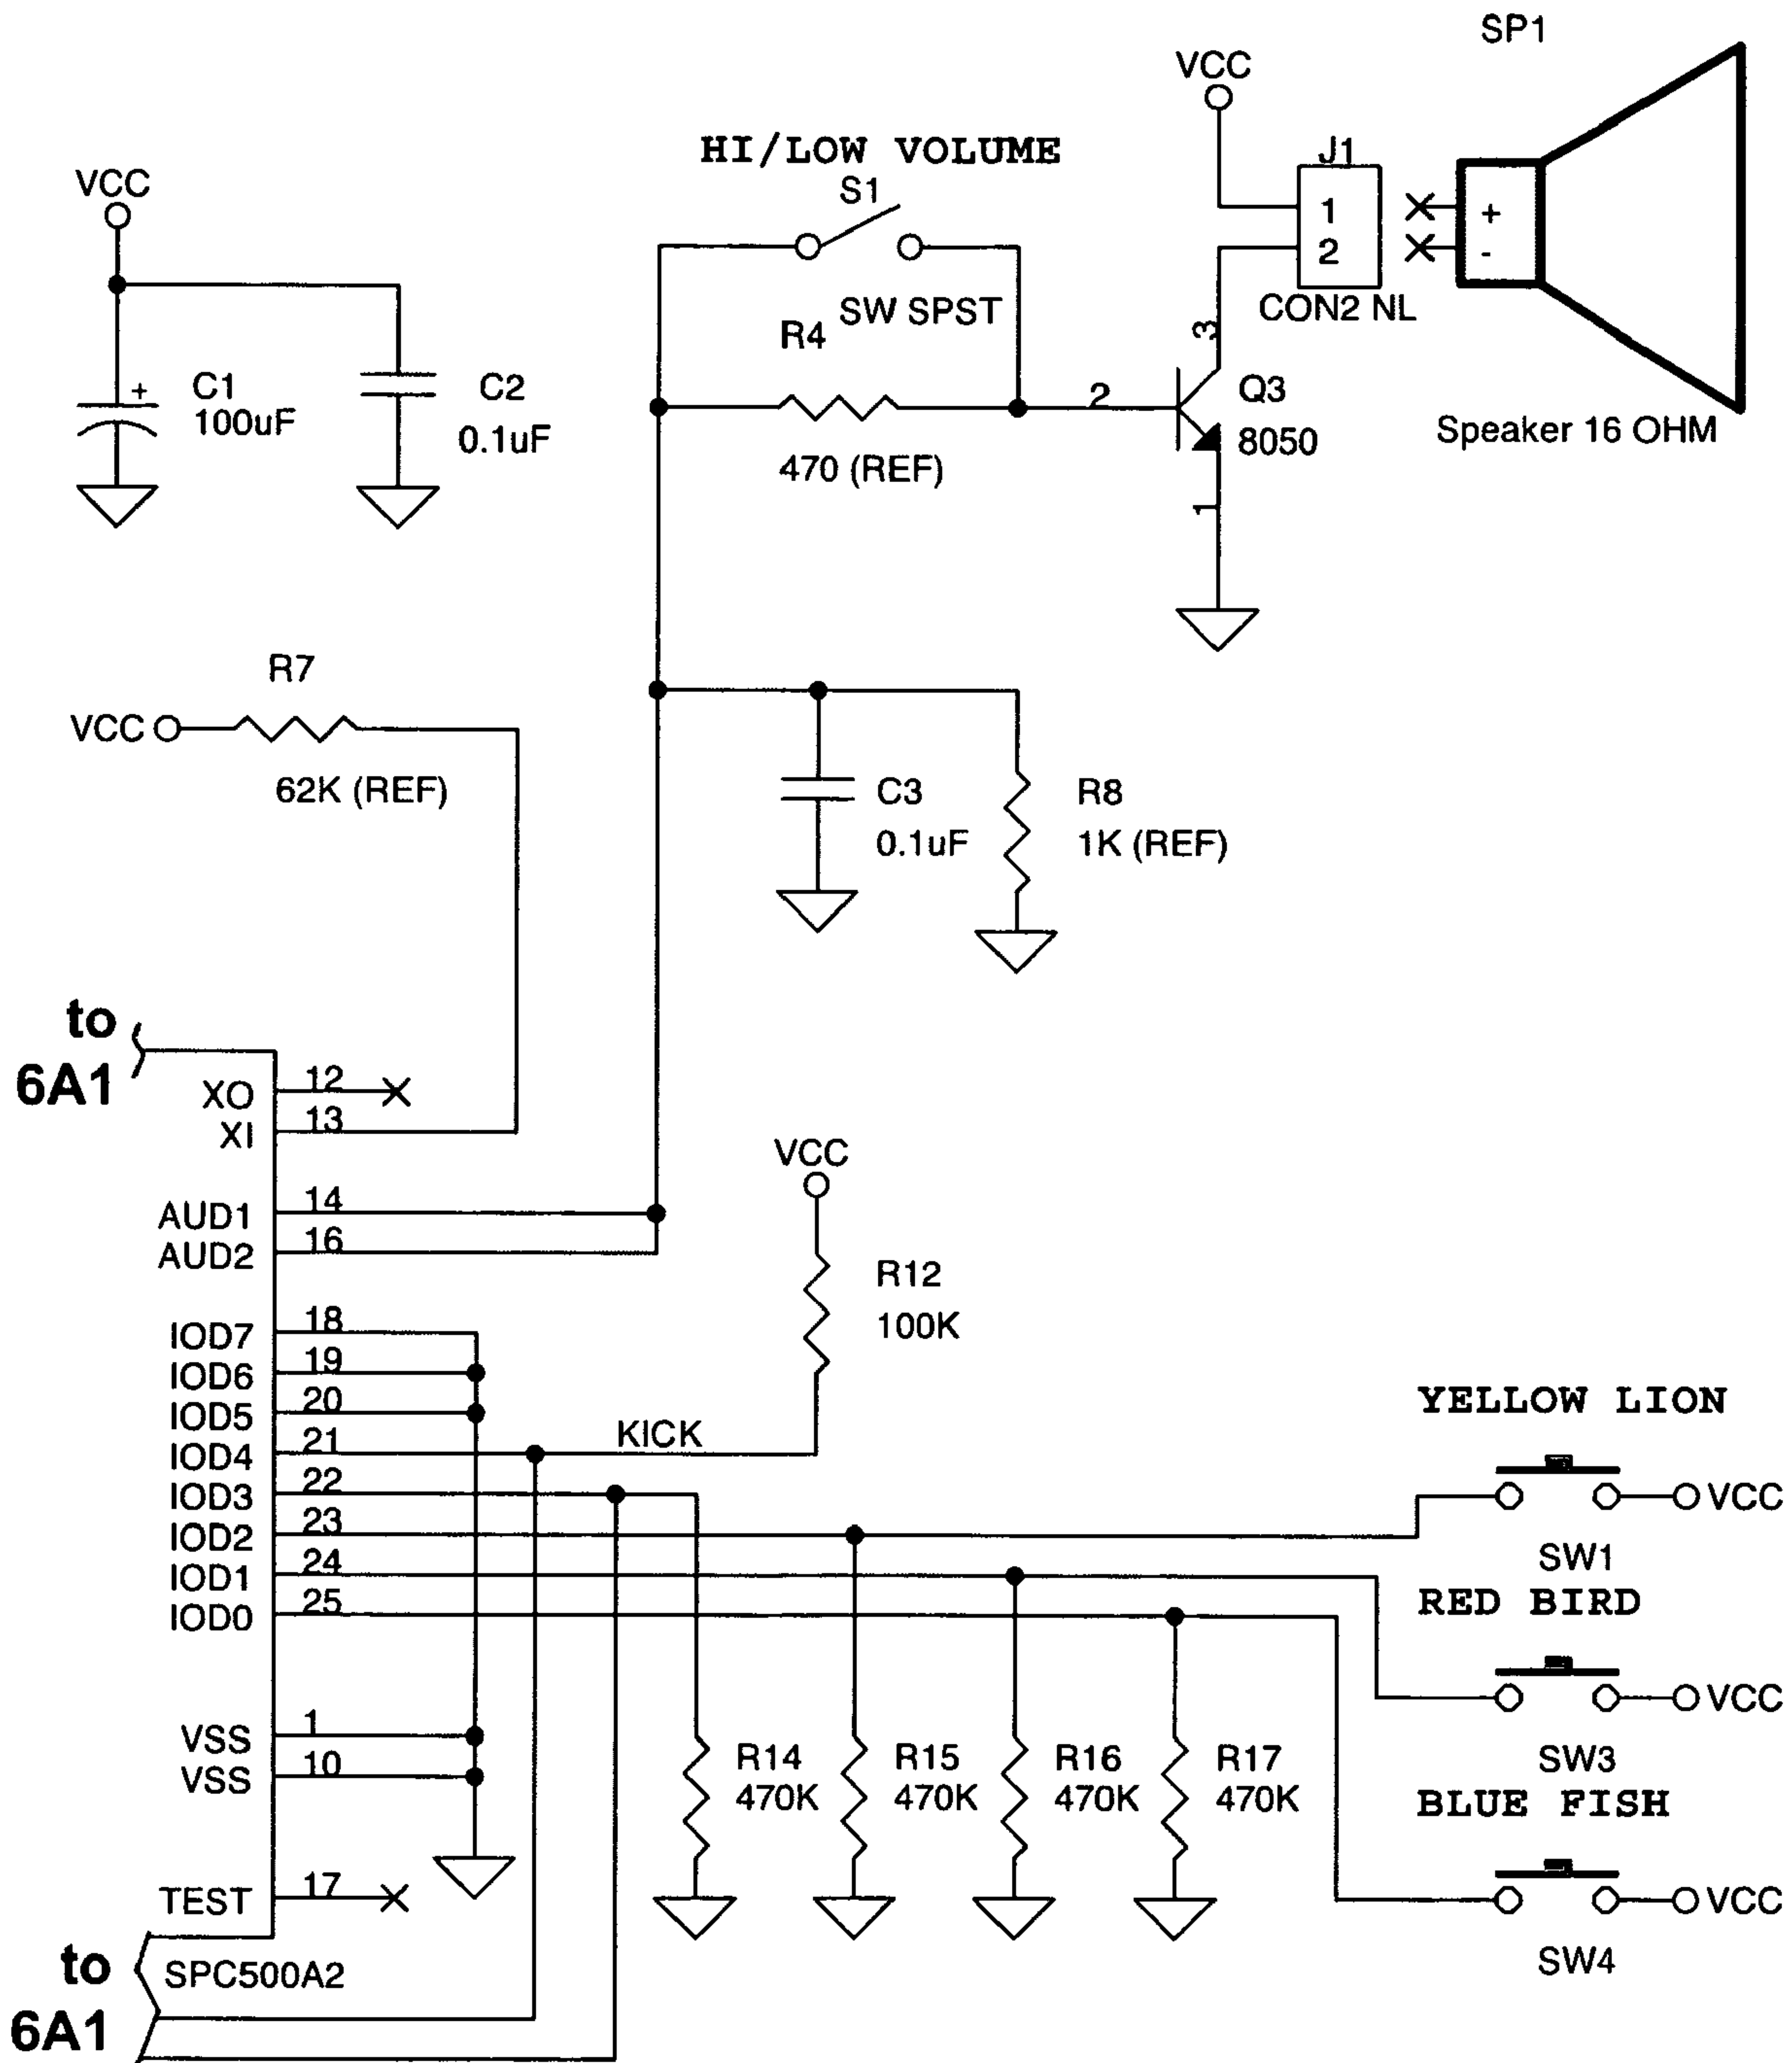 SP1
VCC
HI/LOW VOLUME
J1
VCC
S1
1
+
2
-
SW SPST
CON2 NL
R4
3
C1
100uF
+
C2
0.1uF
2
Q3
8050
Speaker 16 OHM
470 (REF)
1
R7
VCC
62K (REF)
C3
0.1uF
R8
1K (REF)
to
6A1
XO
12
XI
13
VCC
AUD1
14
AUD2
16
R12
100K
IOD7
18
IOD6
19
IOD5
20
IOD4
21
KICK
YELLOW LION
IOD3
22
VCC
IOD2
23
SW1
IOD1
24
RED BIRD
IOD0
25
VCC
VSS
1
VSS
10
R14
470K
R15
470K
R16
470K
R17
470K
SW3
BLUE FISH
TEST
17
VCC
to
6A1
SPC500A2
SW4